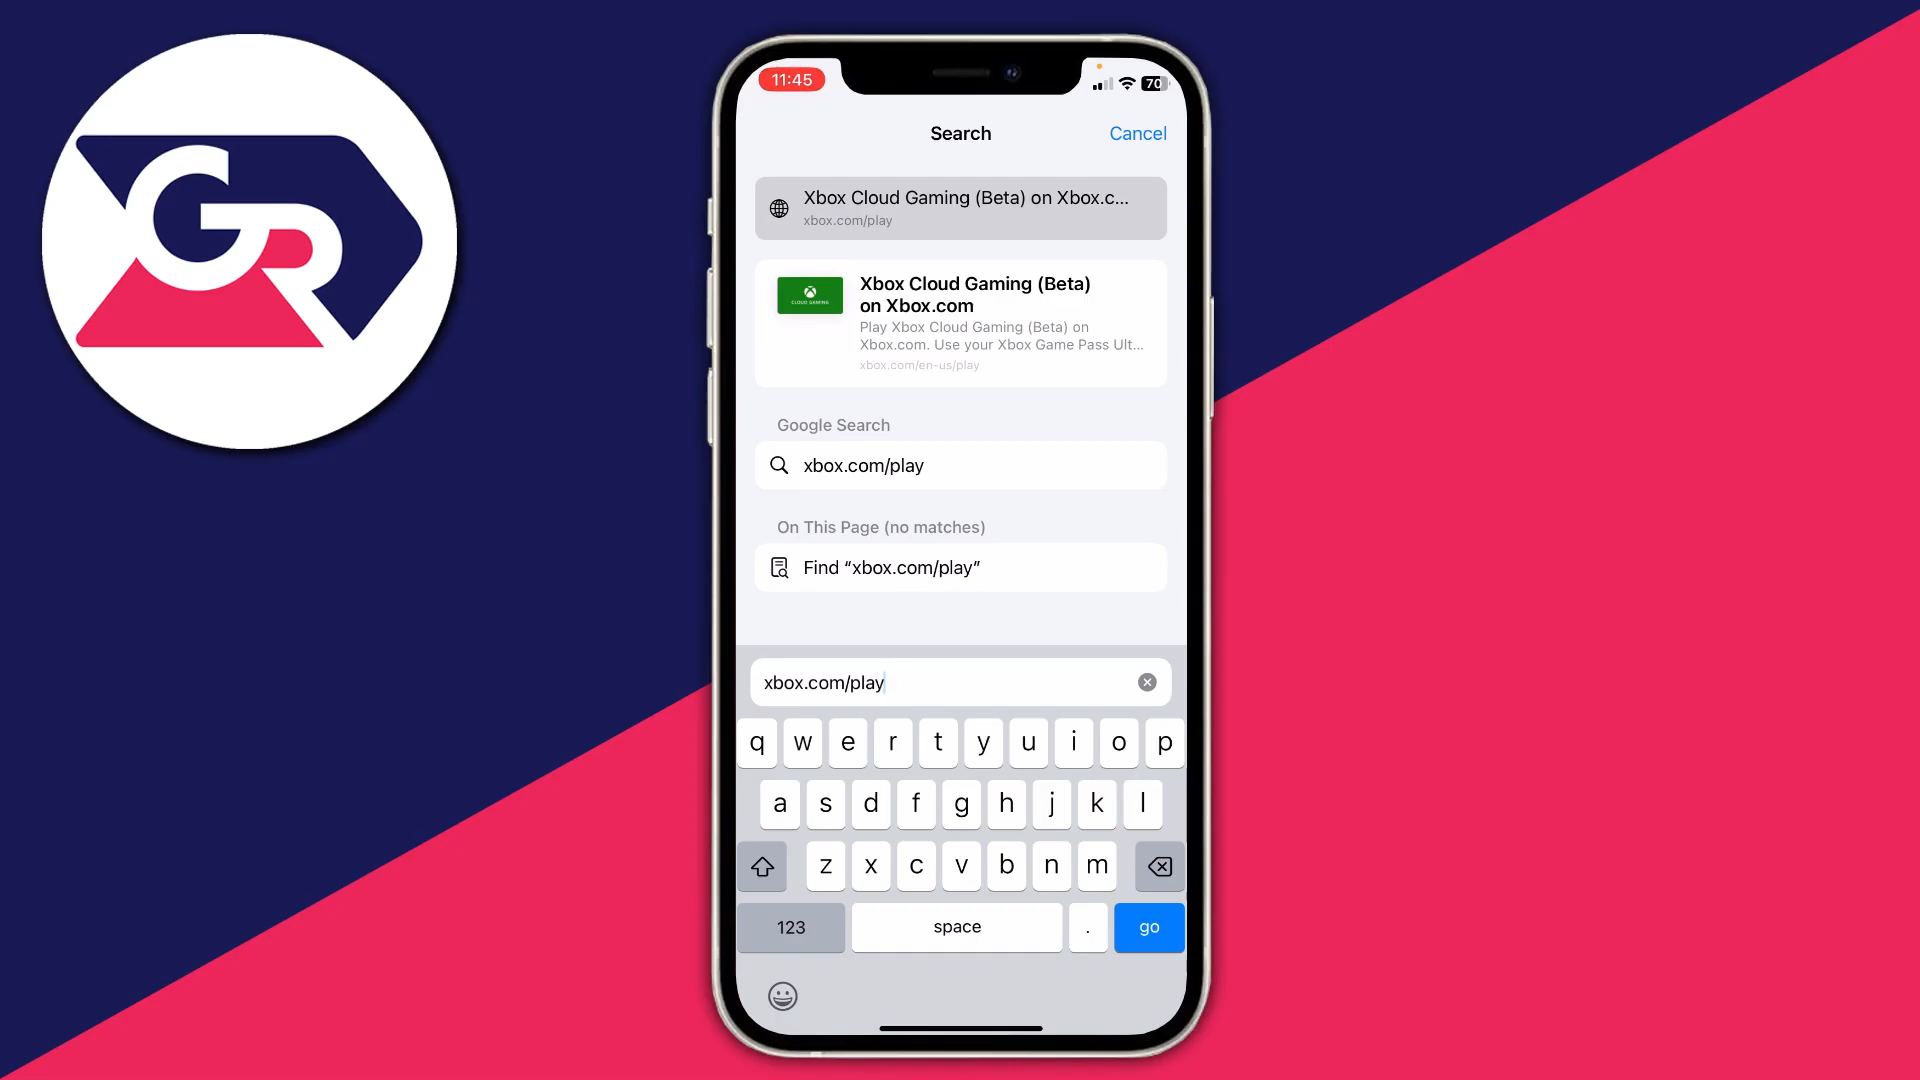 GR
11:45
70
Search
Cancel
Xbox Cloud Gaming (Beta) on Xbox.c...
xbox.com/play
CLOUD GAMING
Xbox Cloud Gaming (Beta)
on Xbox.com
Play Xbox Cloud Gaming (Beta) on
Xbox.com. Use your Xbox Game Pass Ult...
xbox.com/en-us/play
Google Search
xbox.com/play
On This Page (no matches)
Find “xbox.com/play”
xbox.com/play
q w e r t y u i o p
a s d f g h j k l
z x c v b n m
123 space . go